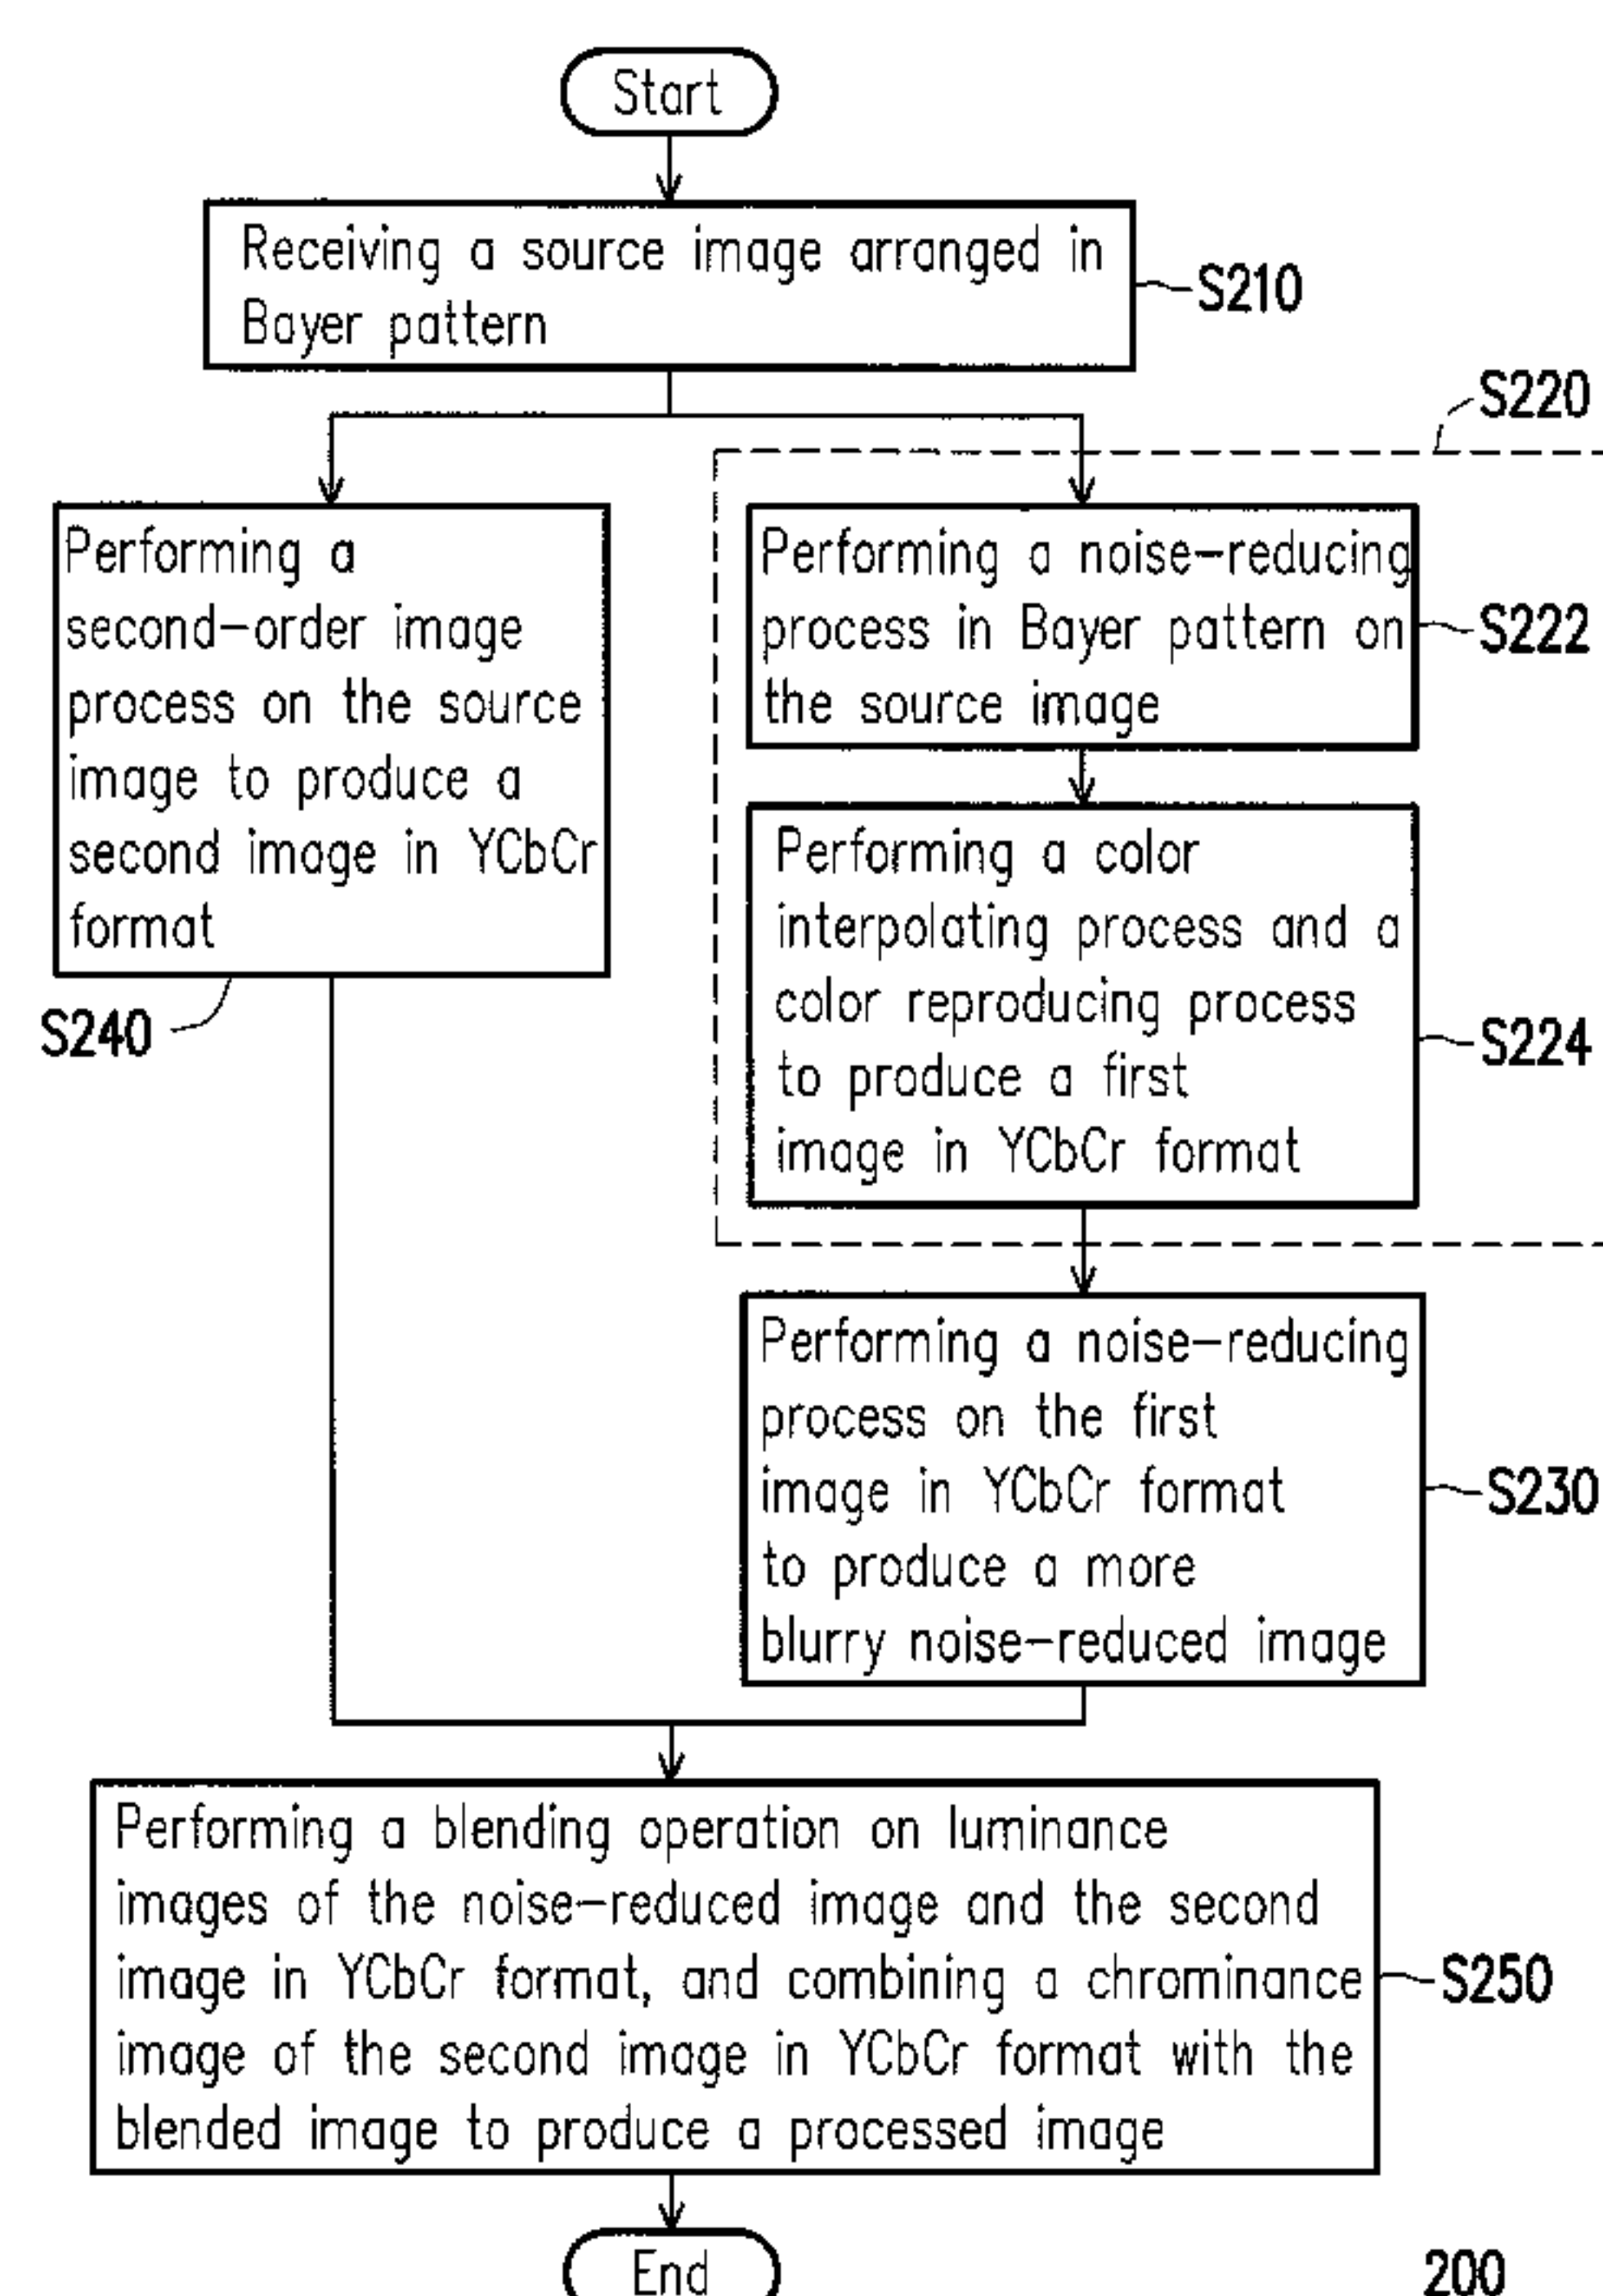 Start
Receiving a source image arranged in
Bayer pattern
S210
S220
Performing a
second-order image
process on the source
image to produce a
second image in YCbCr
format
S240
Performing a noise-reducing
process in Bayer pattern on
the source image
S222
Performing a color
interpolating process and a
color reproducing process
to produce a first
image in YCbCr format
S224
Performing a noise-reducing
process on the first
image in YCbCr format
to produce a more
blurry noise-reduced image
S230
Performing a blending operation on luminance
images of the noise-reduced image and the second
image in YCbCr format, and combining a chrominance
image of the second image in YCbCr format with the
blended image to produce a processed image
S250
End
200